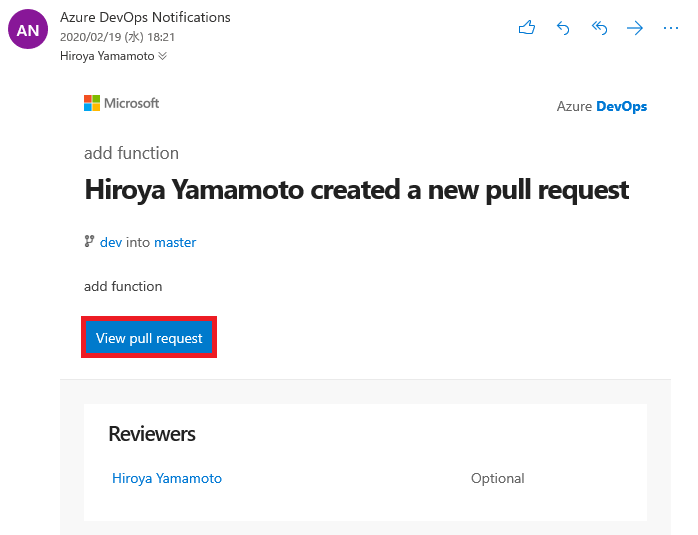 AN
Azure DevOps Notifications
2020/02/19 (水) 18:21
Hiroya Yamamoto
Microsoft
Azure DevOps
add function
Hiroya Yamamoto created a new pull request
dev into master
add function
View pull request
Reviewers
Hiroya Yamamoto Optional